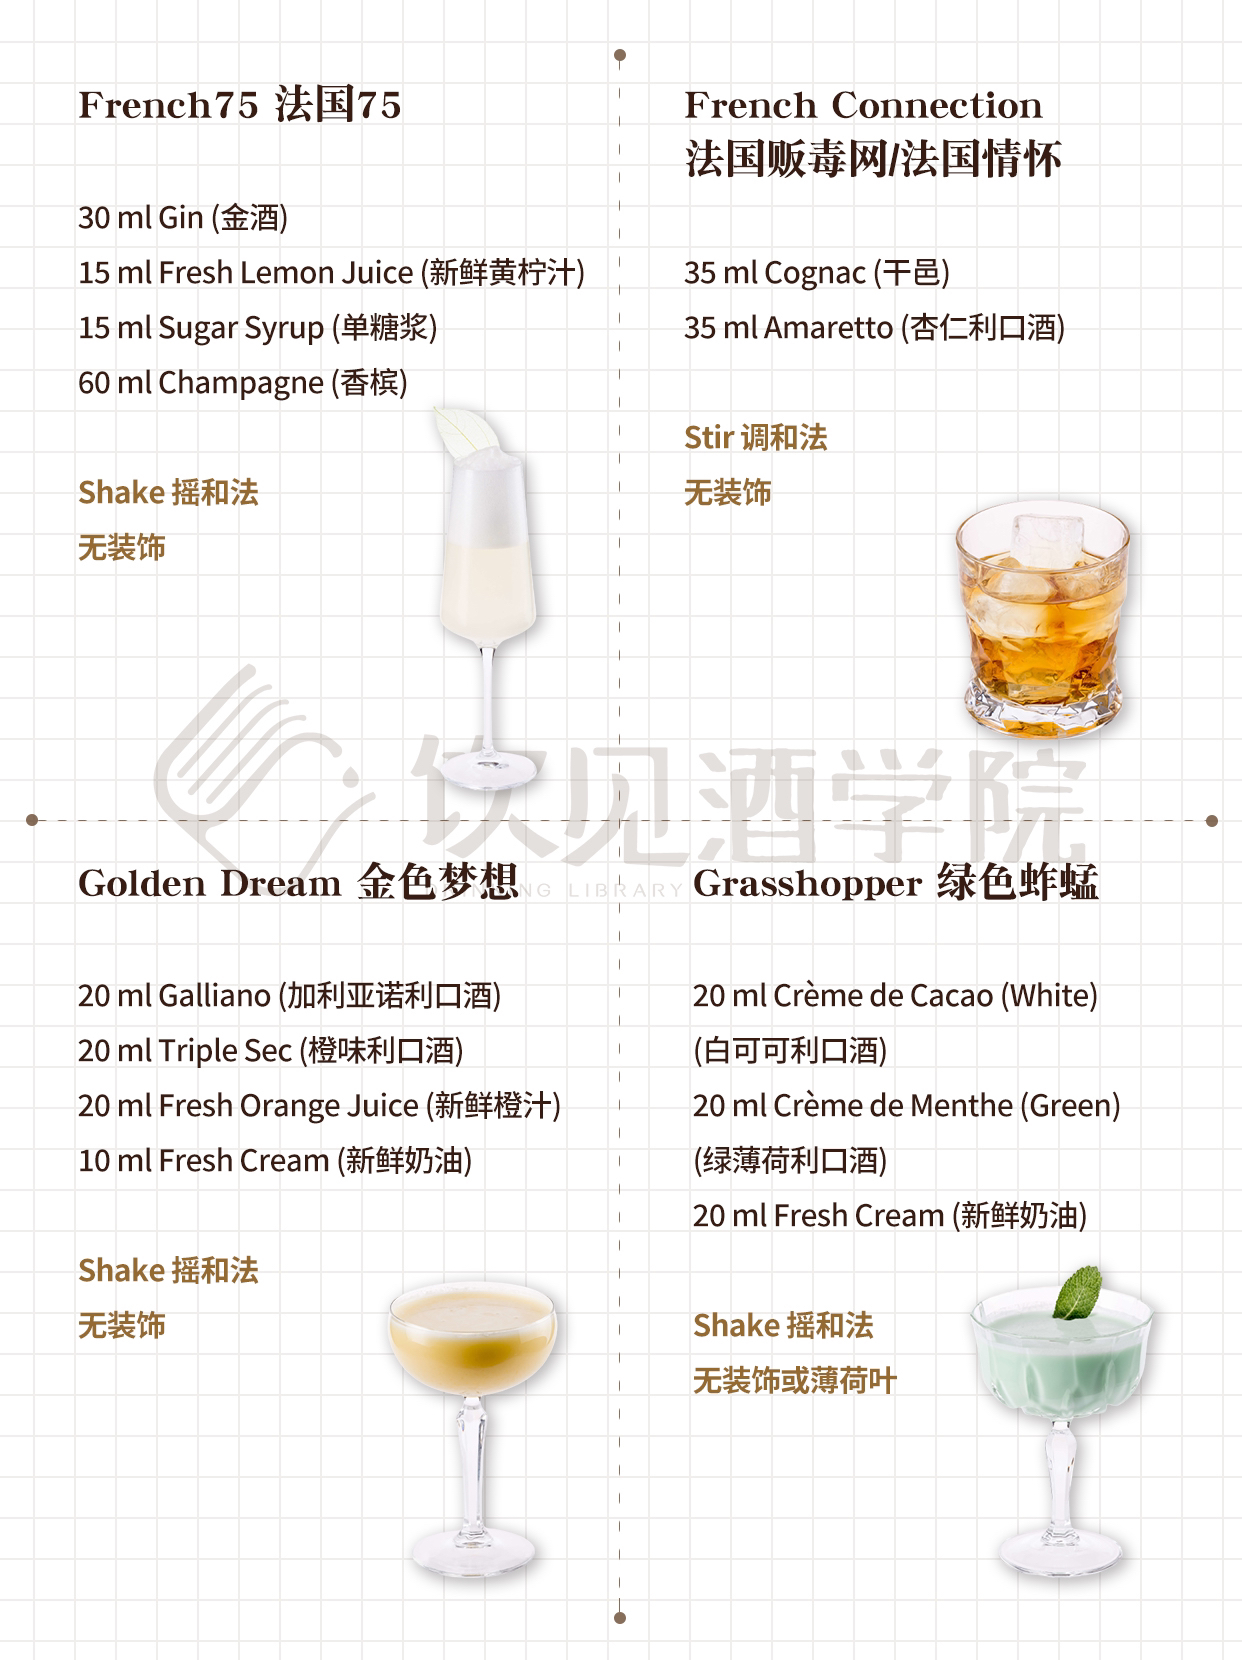 French75 法国75
30 ml Gin (金酒)
15 ml Fresh Lemon Juice (新鲜黄柠汁)
15 ml Sugar Syrup (单糖浆)
60 ml Champagne (香槟)
Shake 摇和法
无装饰
French Connection
法国贩毒网/法国情怀
35 ml Cognac (干邑)
35 ml Amaretto (杏仁利口酒)
Stir 调和法
无装饰
饮见酒学院
LIBRARY
Golden Dream 金色梦想
20 ml Galliano (加利亚诺利口酒)
20 ml Triple Sec (橙味利口酒)
20 ml Fresh Orange Juice (新鲜橙汁)
10 ml Fresh Cream (新鲜奶油)
Shake 摇和法
无装饰
Grasshopper 绿色蚱蜢
20 ml Crème de Cacao (White)
(白可可利口酒)
20 ml Crème de Menthe (Green)
(绿薄荷利口酒)
20 ml Fresh Cream (新鲜奶油)
Shake 摇和法
无装饰或薄荷叶